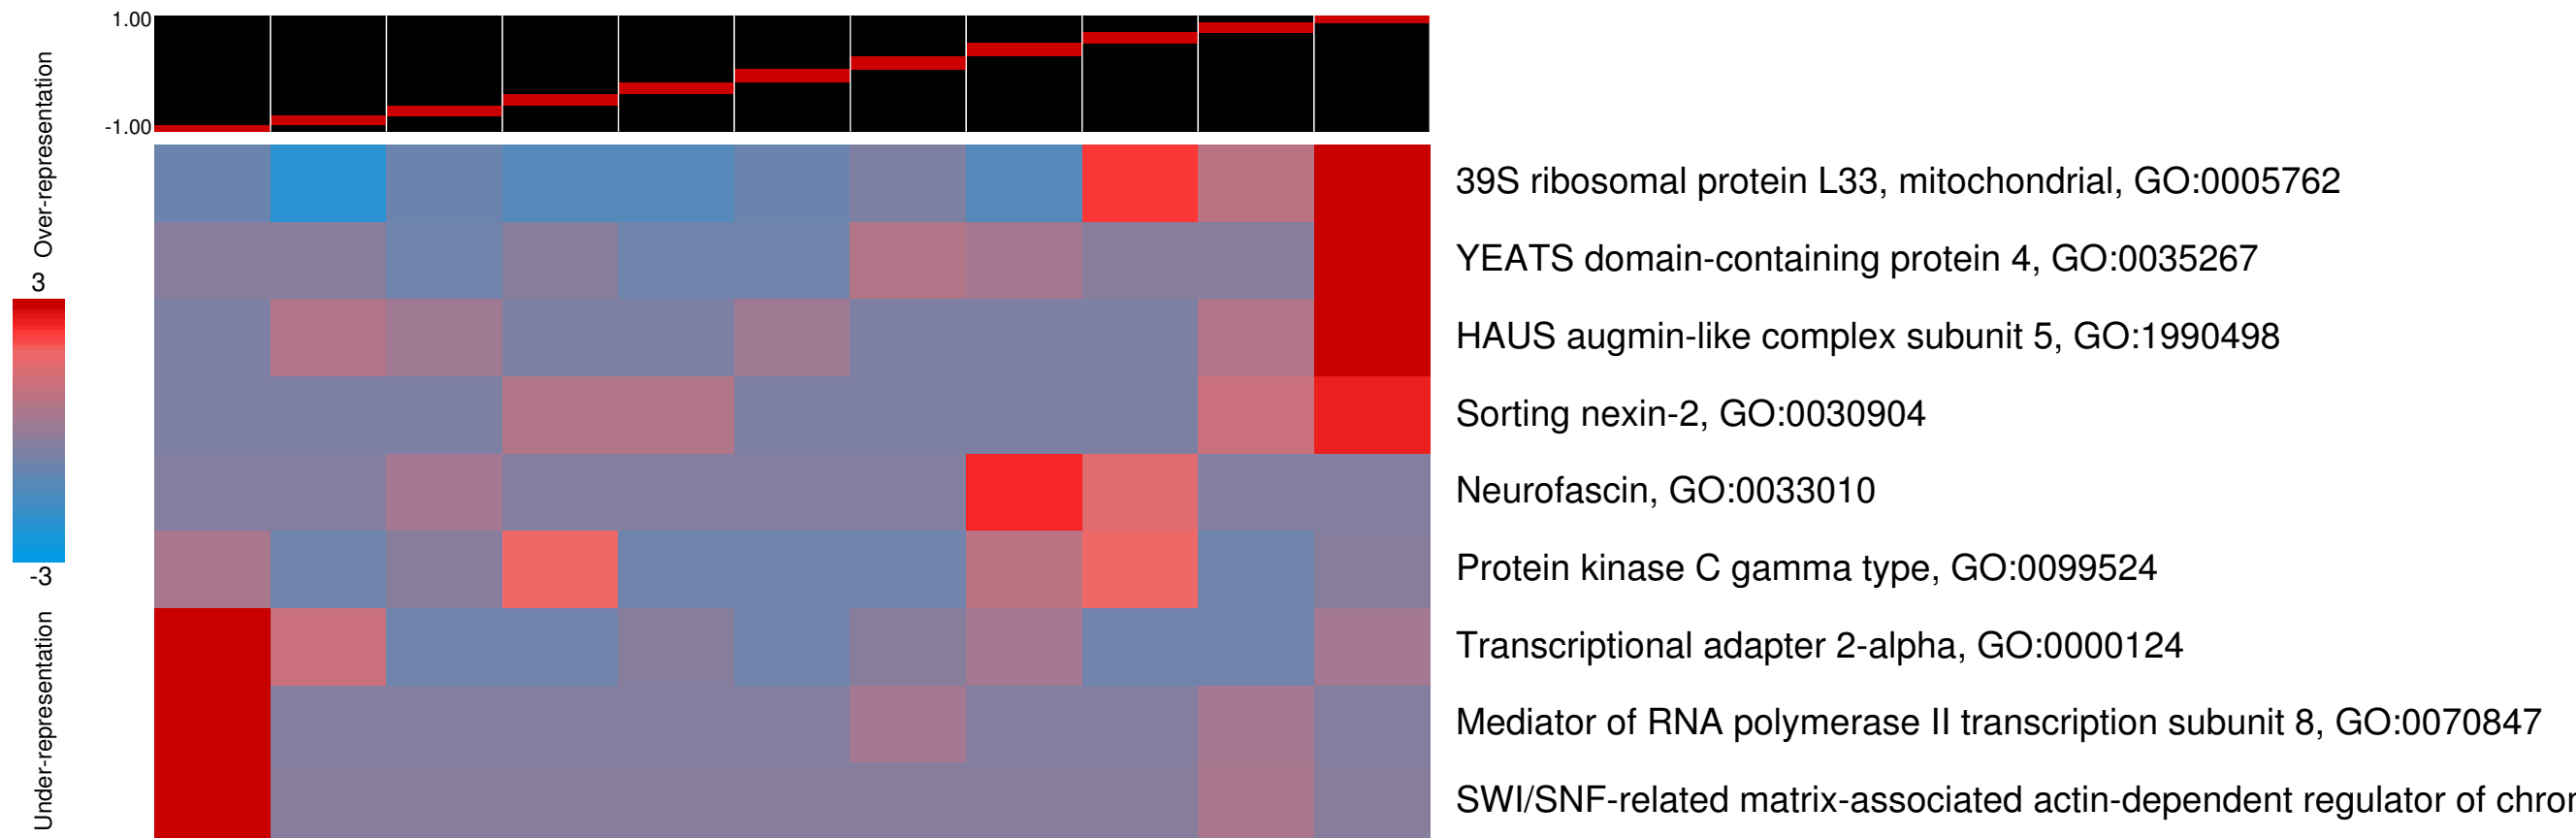 1.00
-1.00
Over-representation
3
-3
Under-representation
39S ribosomal protein L33, mitochondrial, GO:0005762
YEATS domain-containing protein 4, GO:0035267
HAUS augmin-like complex subunit 5, GO:1990498
Sorting nexin-2, GO:0030904
Neurofascin, GO:0033010
Protein kinase C gamma type, GO:0099524
Transcriptional adapter 2-alpha, GO:0000124
Mediator of RNA polymerase II transcription subunit 8, GO:0070847
SWI/SNF-related matrix-associated actin-dependent regulator of